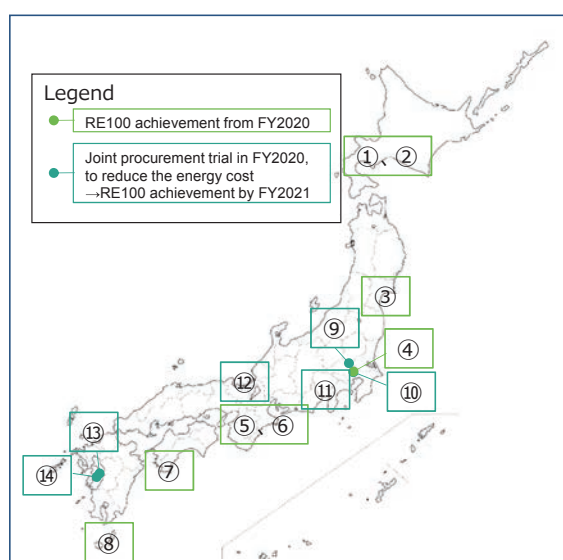 Legend
RE100 achievement from FY2020
Joint procurement trial in FY2020,
to reduce the energy cost
→RE100 achievement by FY2021
①、②
③
⑨
④
⑫
⑪
⑩
⑤、⑥
⑬
⑭
⑦
⑧